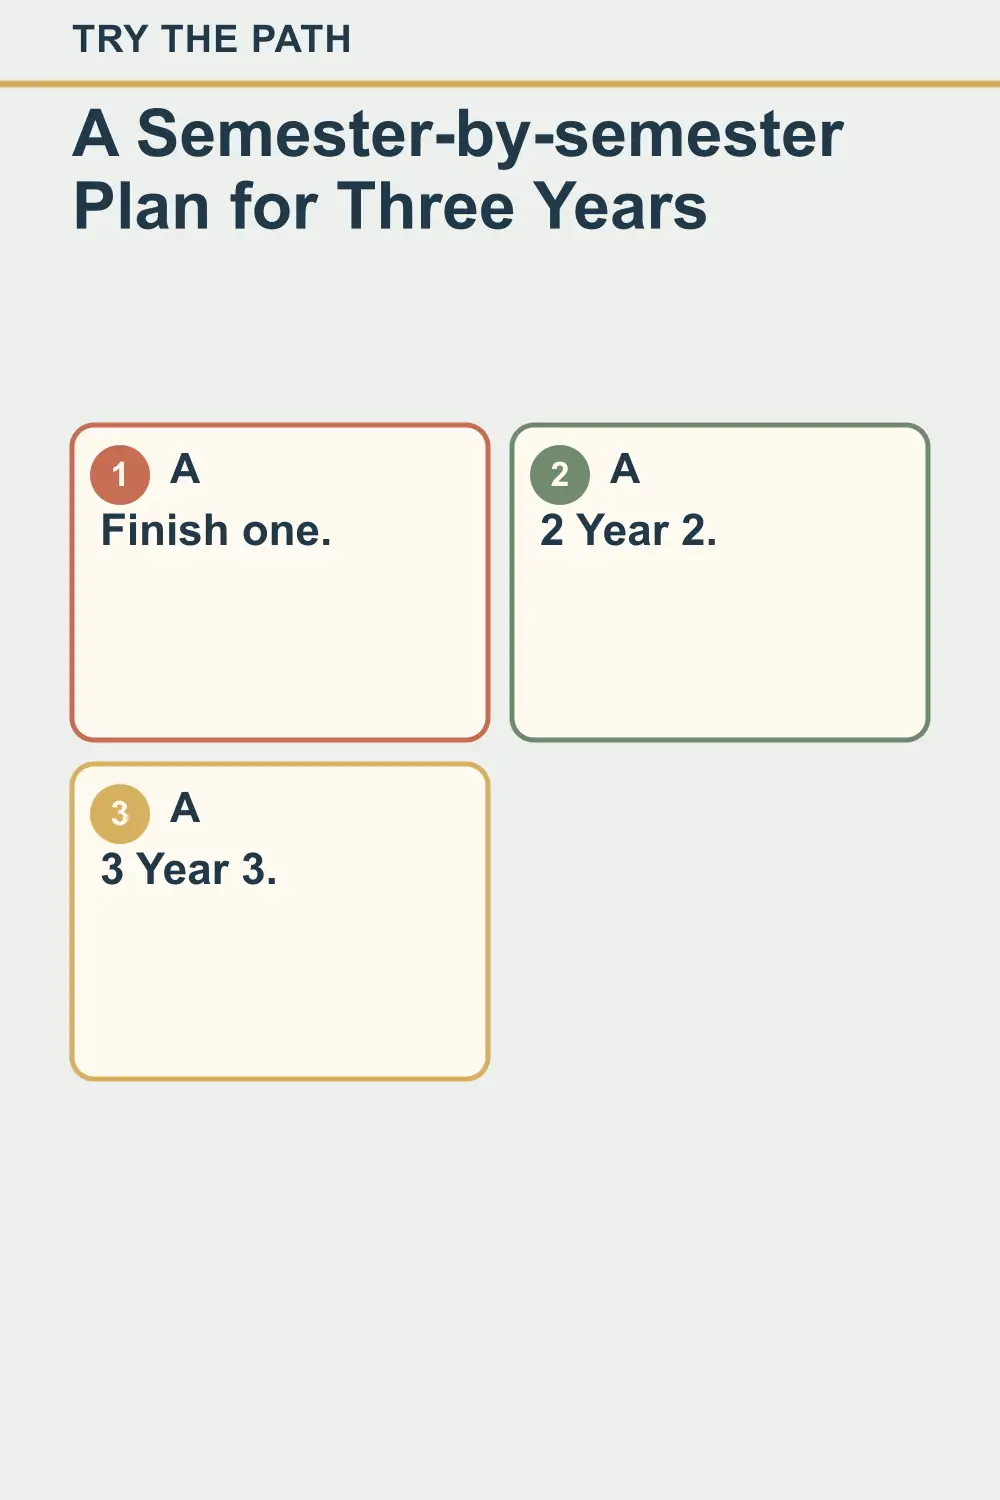 TRY THE PATH
A Semester-by-semester
Plan for Three Years
1 A
Finish one.
2 A
2 Year 2.
3 A
3 Year 3.